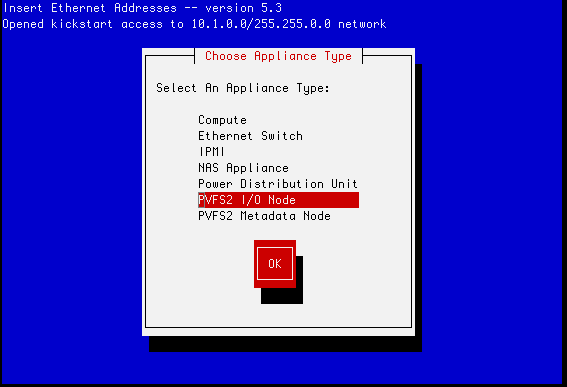 Insert Ethernet Addresses -- version 5.3
Opened kickstart access to 10.1.0.0/255.255.0.0 network
Choose Appliance Type
Select An Appliance Type:
Compute
Ethernet Switch
IPMI
NAS Appliance
Power Distribution Unit
PVFS2 I/O Node
PVFS2 Metadata Node
OK